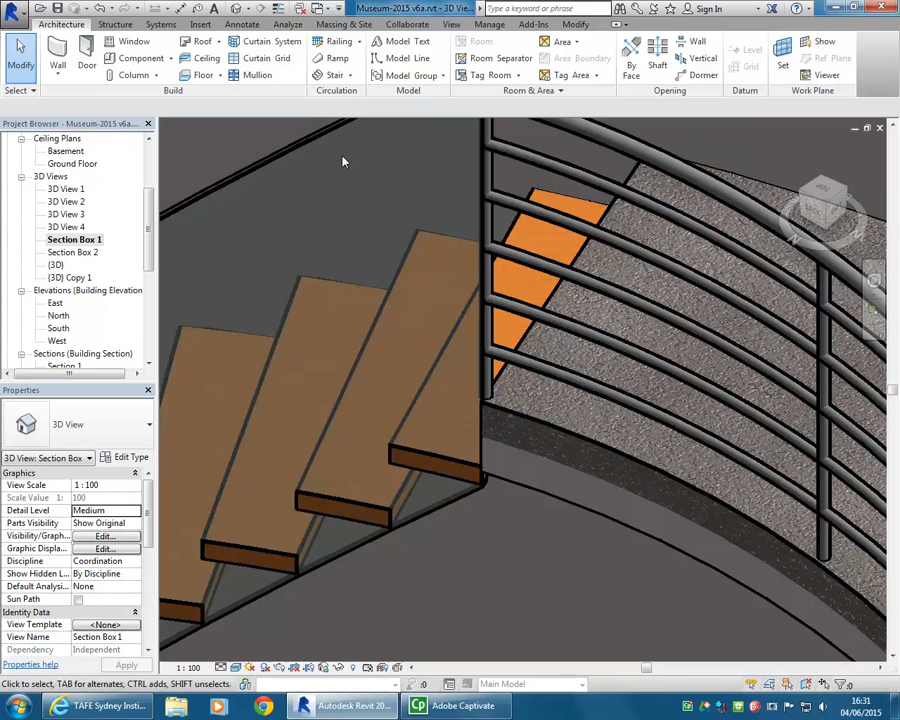 Museum-2015 v6a.rvt - 3D Vie...
Type a keyword or phrase
Sign In
Architecture Structure Systems Insert Annotate Analyze Massing & Site Collaborate View Manage Add-Ins Modify
Modify
Select
Wall
Door
Window
Component
Column
Roof
Ceiling
Floor
Curtain System
Curtain Grid
Mullion
Build
Railing
Ramp
Stair
Circulation
Model Text
Model Line
Model Group
Model
Room
Room Separator
Tag Room
Area
Area Boundary
Tag Area
Room & Area
By Face
Shaft
Wall
Vertical
Dormer
Opening
Level
Grid
Datum
Set
Show
Ref Plane
Viewer
Work Plane
Project Browser - Museum-2015 v6a....
Ceiling Plans
Basement
Ground Floor
3D Views
3D View 1
3D View 2
3D View 3
3D View 4
Section Box 1
Section Box 2
{3D}
{3D} Copy 1
Elevations (Building Elevation
East
North
South
West
Sections (Building Section)
Section 1
Properties
3D View
3D View: Section Box
Edit Type
Graphics
View Scale 1 : 100
Scale Value 1: 100
Detail Level Medium
Parts Visibility Show Original
Visibility/Graph... Edit...
Graphic Displa... Edit...
Discipline Coordination
Show Hidden L... By Discipline
Default Analysi... None
Sun Path
Identity Data
View Template <None>
View Name Section Box 1
Dependency Independent
Properties help
Apply
1 : 100
Click to select, TAB for alternates, CTRL adds, SHIFT unselects.
:0
Main Model
:0
TAFE Sydney Insti...
Autodesk Revit 20...
Cp Adobe Captivate
16:31
04/06/2015